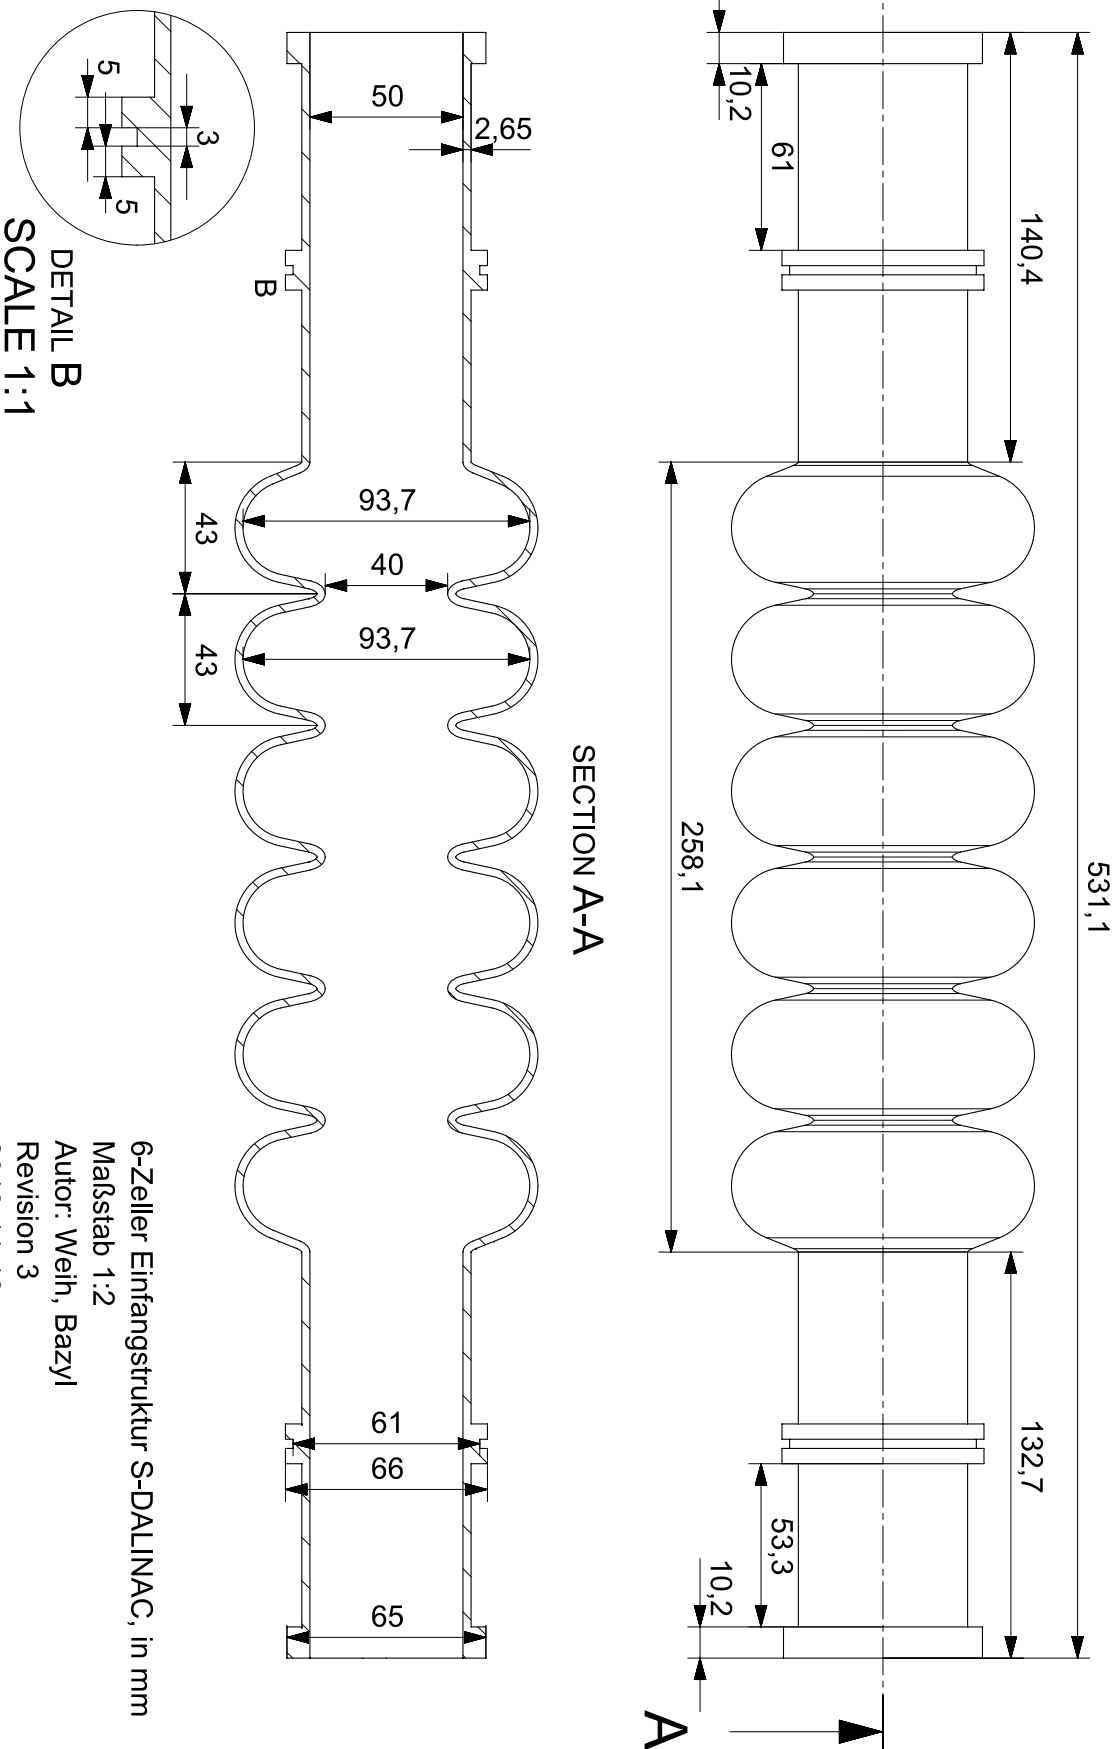 531,1
140,4
132,7
10,2
61
53,3
10,2
258,1
A
SECTION A-A
50
2,65
93,7
40
93,7
43
43
61
66
65
B
5
3
5
DETAIL B
SCALE 1:1
6-Zeller Einfangstruktur S-DALINAC, in mm
Maßstab 1:2
Autor: Weih, Bazyl
Revision 3